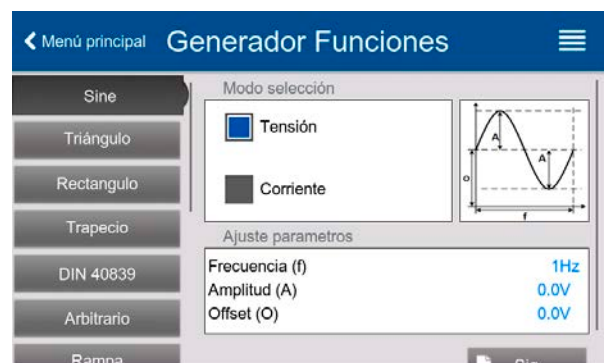 Menú principal Generador Funciones
Sine
Triángulo
Rectangulo
Trapecio
DIN 40839
Arbitrario
Rampa
Modo selección
Tensión
Corriente
A
A
O
f
Ajuste parametros
Frecuencia (f) 1Hz
Amplitud (A) 0.0V
Offset (O) 0.0V